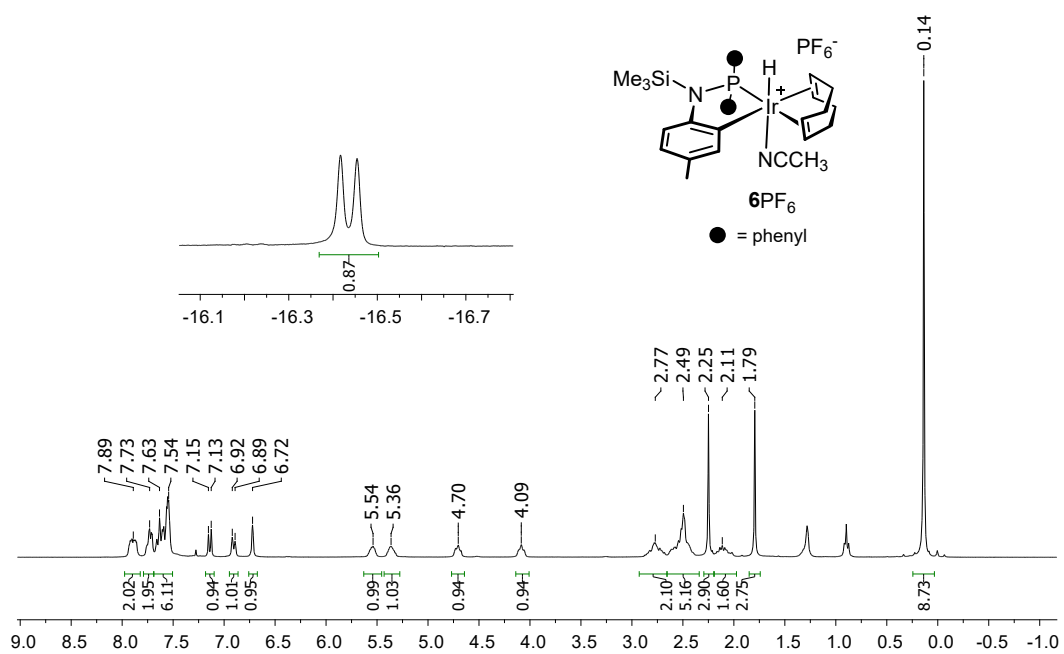 0.14
PF6-
H
Me3Si
N
P
+
Ir
NCCH3
6PF6
= phenyl
0.87
-16.1 -16.3 -16.5 -16.7
2.77 2.49 2.25 2.11 1.79
7.89 7.73 7.63 7.54 7.15 7.13 6.92 6.89 6.72
5.54 5.36 4.70 4.09
2.02 1.95 6.11 0.94 1.01 0.95 0.99 1.03 0.94 0.94 2.10 5.16 2.90 1.60 2.75 8.73
9.0 8.5 8.0 7.5 7.0 6.5 6.0 5.5 5.0 4.5 4.0 3.5 3.0 2.5 2.0 1.5 1.0 0.5 0.0 -0.5 -1.0